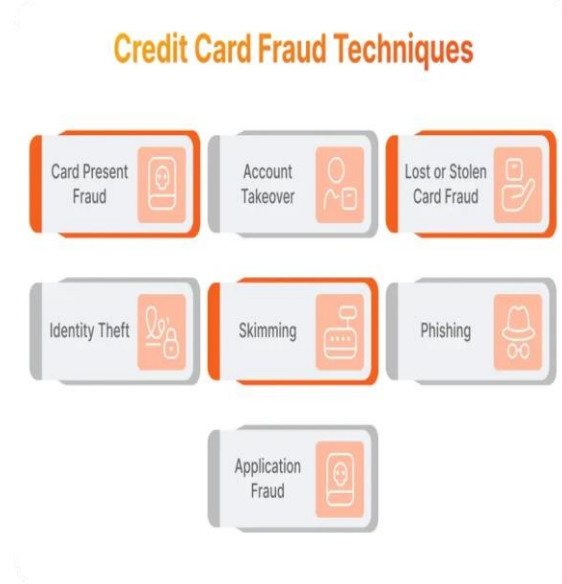 Credit Card Fraud Techniques
Card Present
Fraud
Account
Takeover
Lost or Stolen
Card Fraud
Identity Theft
Skimming
Phishing
Application
Fraud